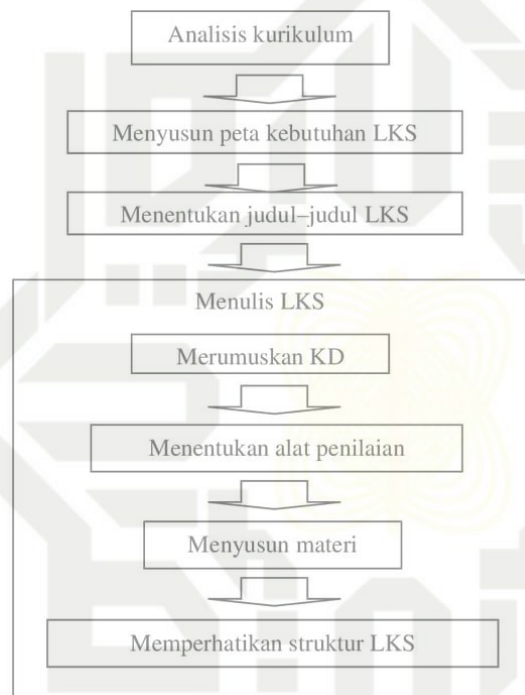 Analisis kurikulum
Menyusun peta kebutuhan LKS
Menentukan judul–judul LKS
Menulis LKS
Merumuskan KD
Menentukan alat penilaian
Menyusun materi
Memperhatikan struktur LKS